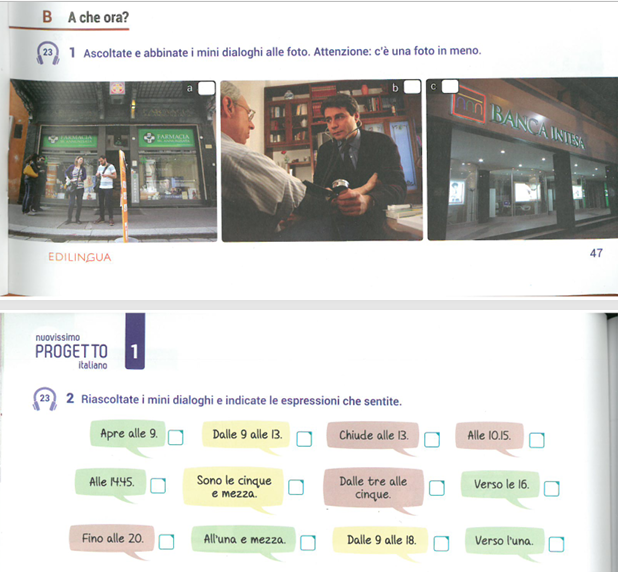 B A che ora?
23 1 Ascoltate e abbinate i mini dialoghi alle foto. Attenzione: c'è una foto in meno.
a b c
FARMACIA FARMACIA
BANCA INTESA
EDILINGUA 47
nuovissimo
PROGETTO 1
italiano
23 2 Riascoltate i mini dialoghi e indicate le espressioni che sentite.
Apre alle 9. Dalle 9 alle 13. Chiude alle 13. Alle 10.15.
Alle 14.45. Sono le cinque e mezza. Dalle tre alle cinque. Verso le 16.
Fino alle 20. All'una e mezza. Dalle 9 alle 18. Verso l'una.